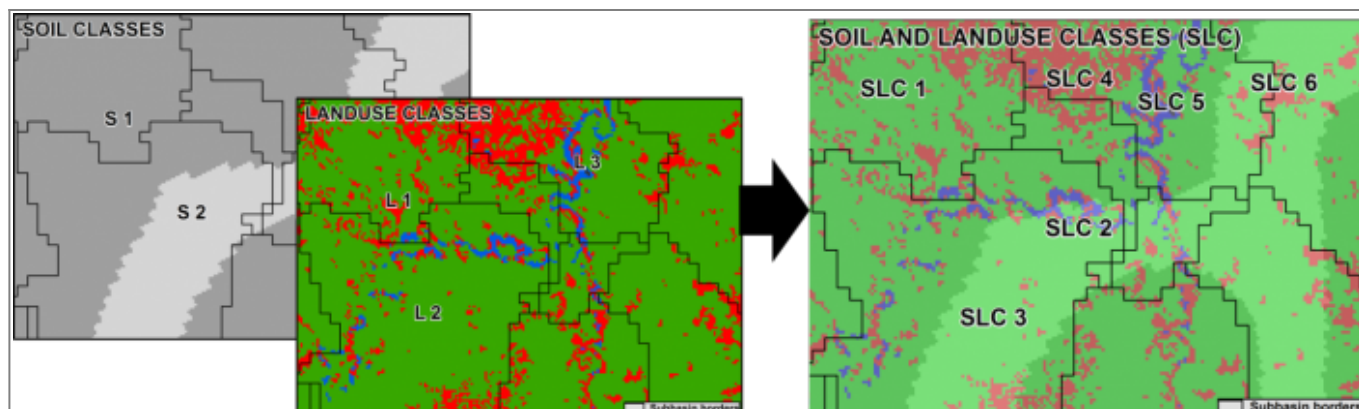 SOIL CLASSES
S 1
S 2
LANDUSE CLASSES
L 3
L 1
L 2
Subbasin borders
SOIL AND LANDUSE CLASSES (SLC)
SLC 4
SLC 6
SLC 1
SLC 5
SLC 2
SLC 3
Subbasin borders